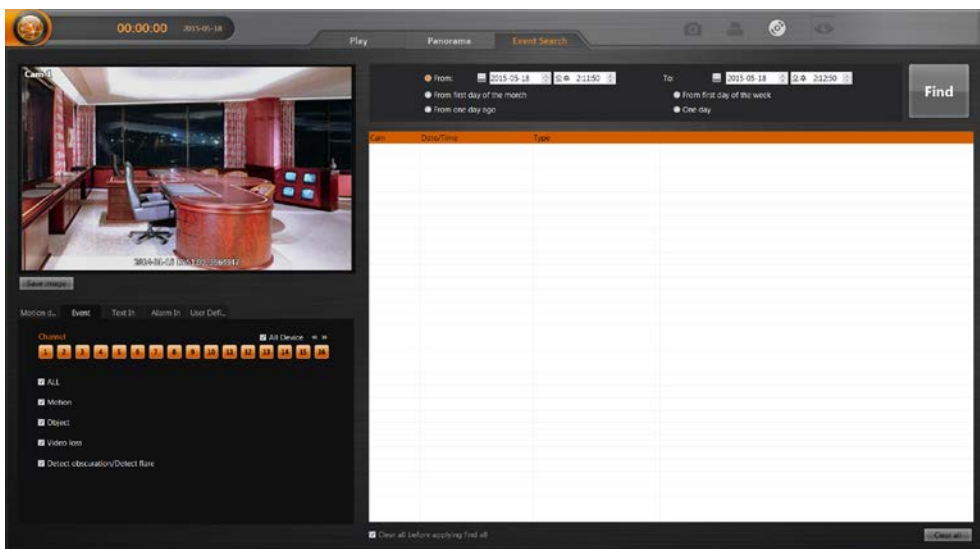 00:00:00 2015-05-18
Play Panorama Event Search
Cam 1
From: 2015-05-18 오후 2:11:50 To: 2015-05-18 오후 2:12:50
From first day of the month From first day of the week
From one day ago One day
Find
Cam Date/Time Type
Save image
Motion d... Event Text In Alarm In User Defi...
Channel All Device
1 2 3 4 5 6 7 8 9 10 11 12 13 14 15 16
ALL
Motion
Object
Video loss
Detect obscuration/Detect flare
Clear all before applying find all Clear all